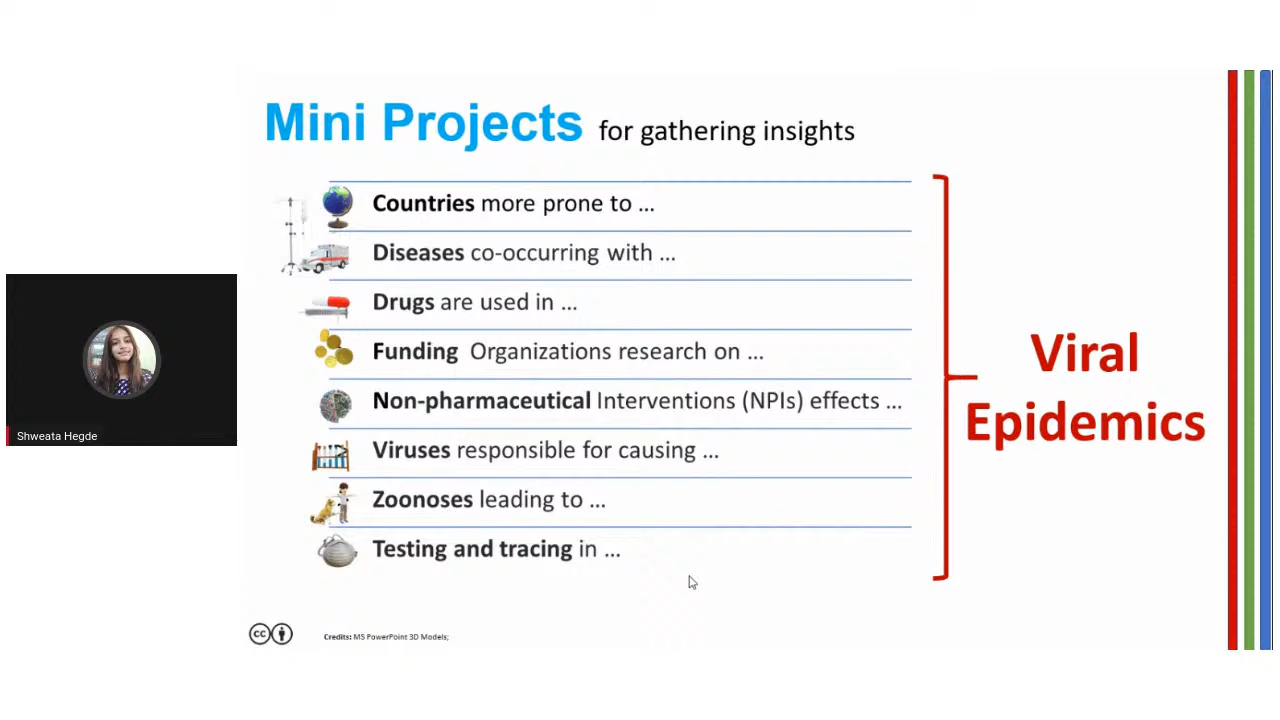 Mini Projects for gathering insights
Countries more prone to ...
Diseases co-occurring with ...
Drugs are used in ...
Funding Organizations research on ...
Non-pharmaceutical Interventions (NPIs) effects ...
Viruses responsible for causing ...
Zoonoses leading to ...
Testing and tracing in ...
Viral
Epidemics
Shweata Hegde
cc
Credits: MS PowerPoint 3D Models;